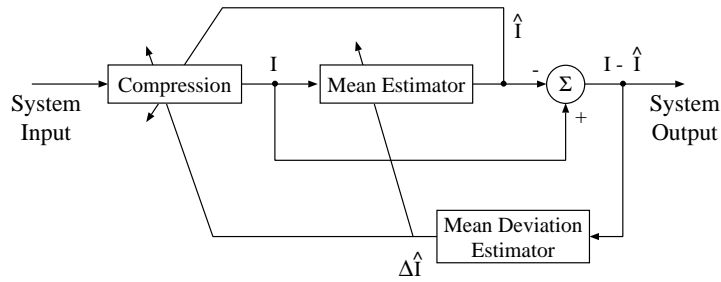 Î
I
I - Î
Compression
Mean Estimator
-
Σ
+
System
Input
System
Output
Mean Deviation
Estimator
ΔÎ